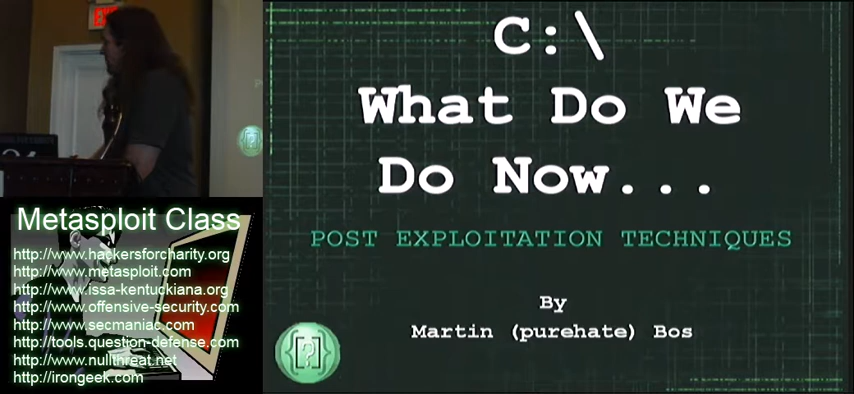 C:\
What Do We
Do Now...
POST EXPLOITATION TECHNIQUES
By
Martin (purehate) Bos
Metasploit Class
http://www.hackersforcharity.org
http://www.metasploit.com
http://www.issa-kentuckiana.org
http://www.offensive-security.com
http://www.secmaniac.com
http://tools.question-defense.com
http://www.nullthreat.net
http://irongeek.com